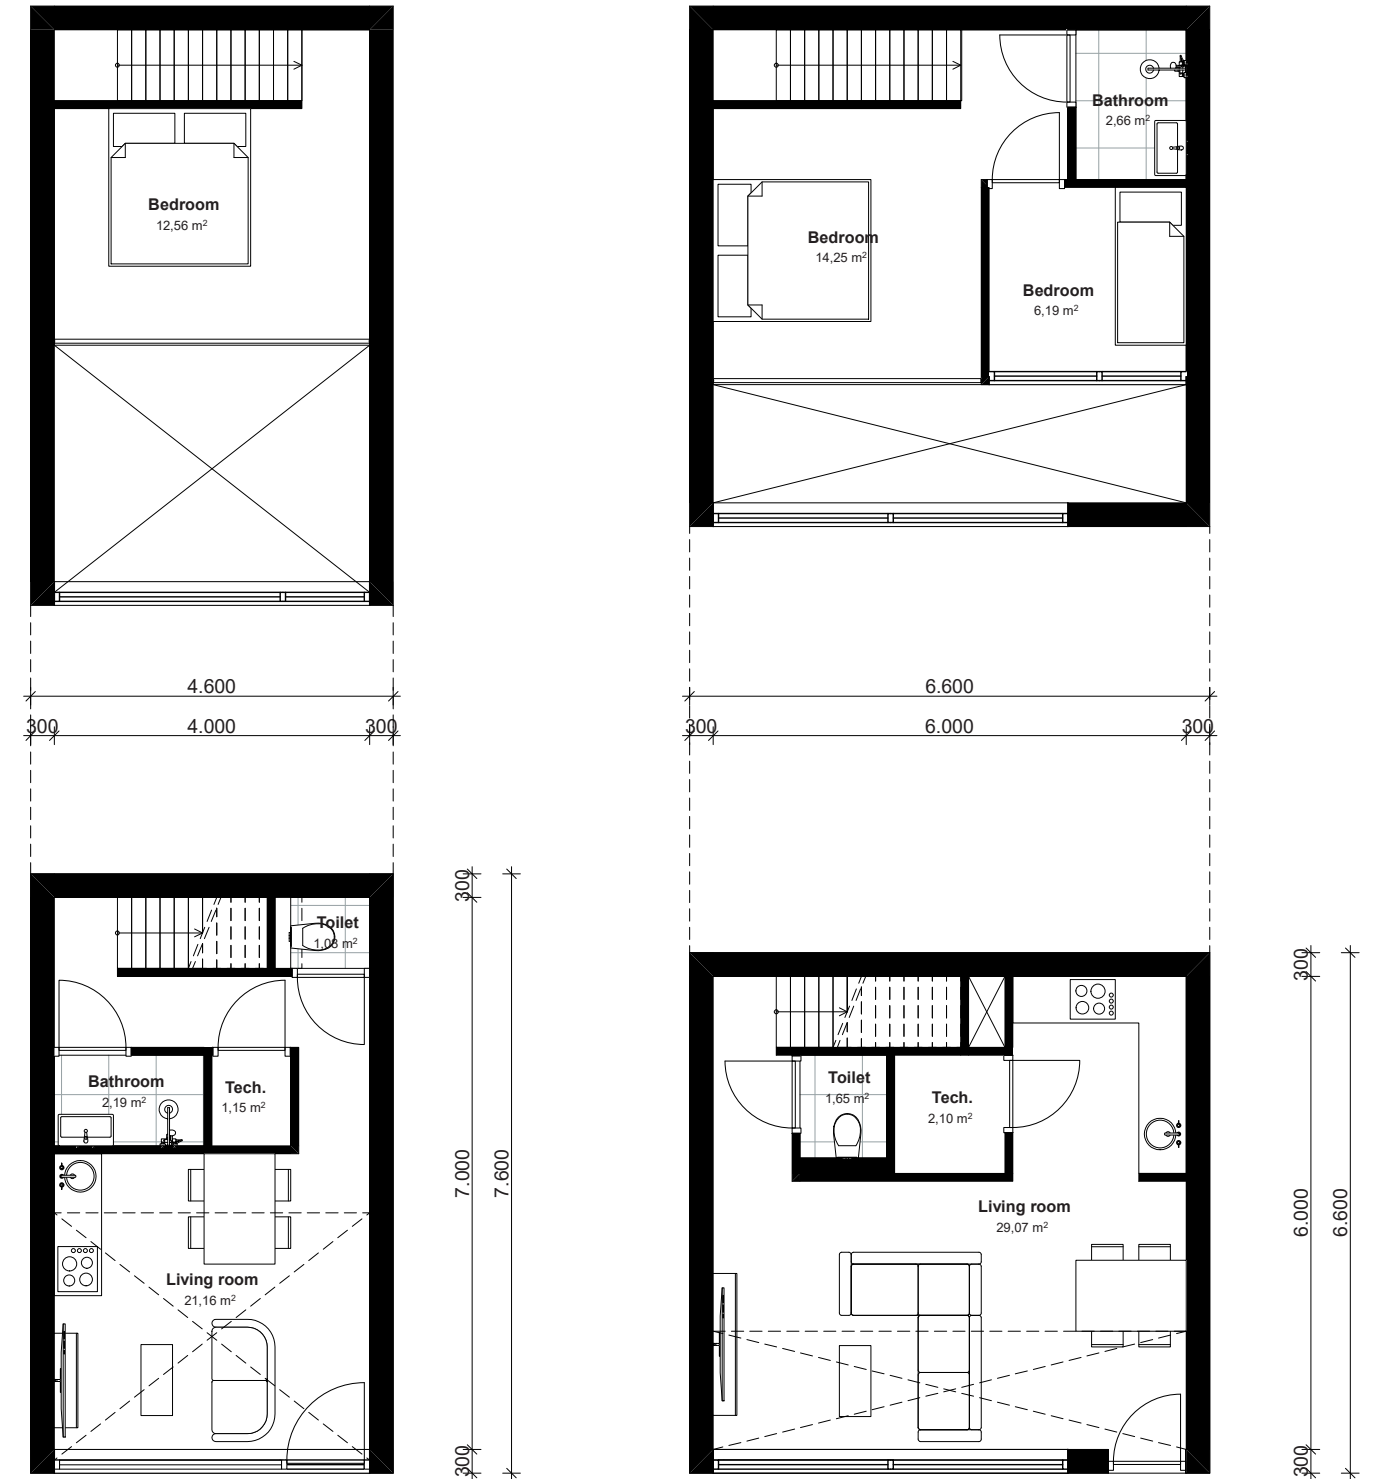 Bedroom
12,56 m²
Bathroom
2,66 m²
Bedroom
14,25 m²
Bedroom
6,19 m²
4.600
300
4.000
300
6.600
300
6.000
300
Toilet
1,08 m²
Bathroom
2,19 m²
Tech.
1,15 m²
Living room
21,16 m²
300
7.000
300
7.600
Toilet
1,65 m²
Tech.
2,10 m²
Living room
29,07 m²
300
6.000
300
6.600